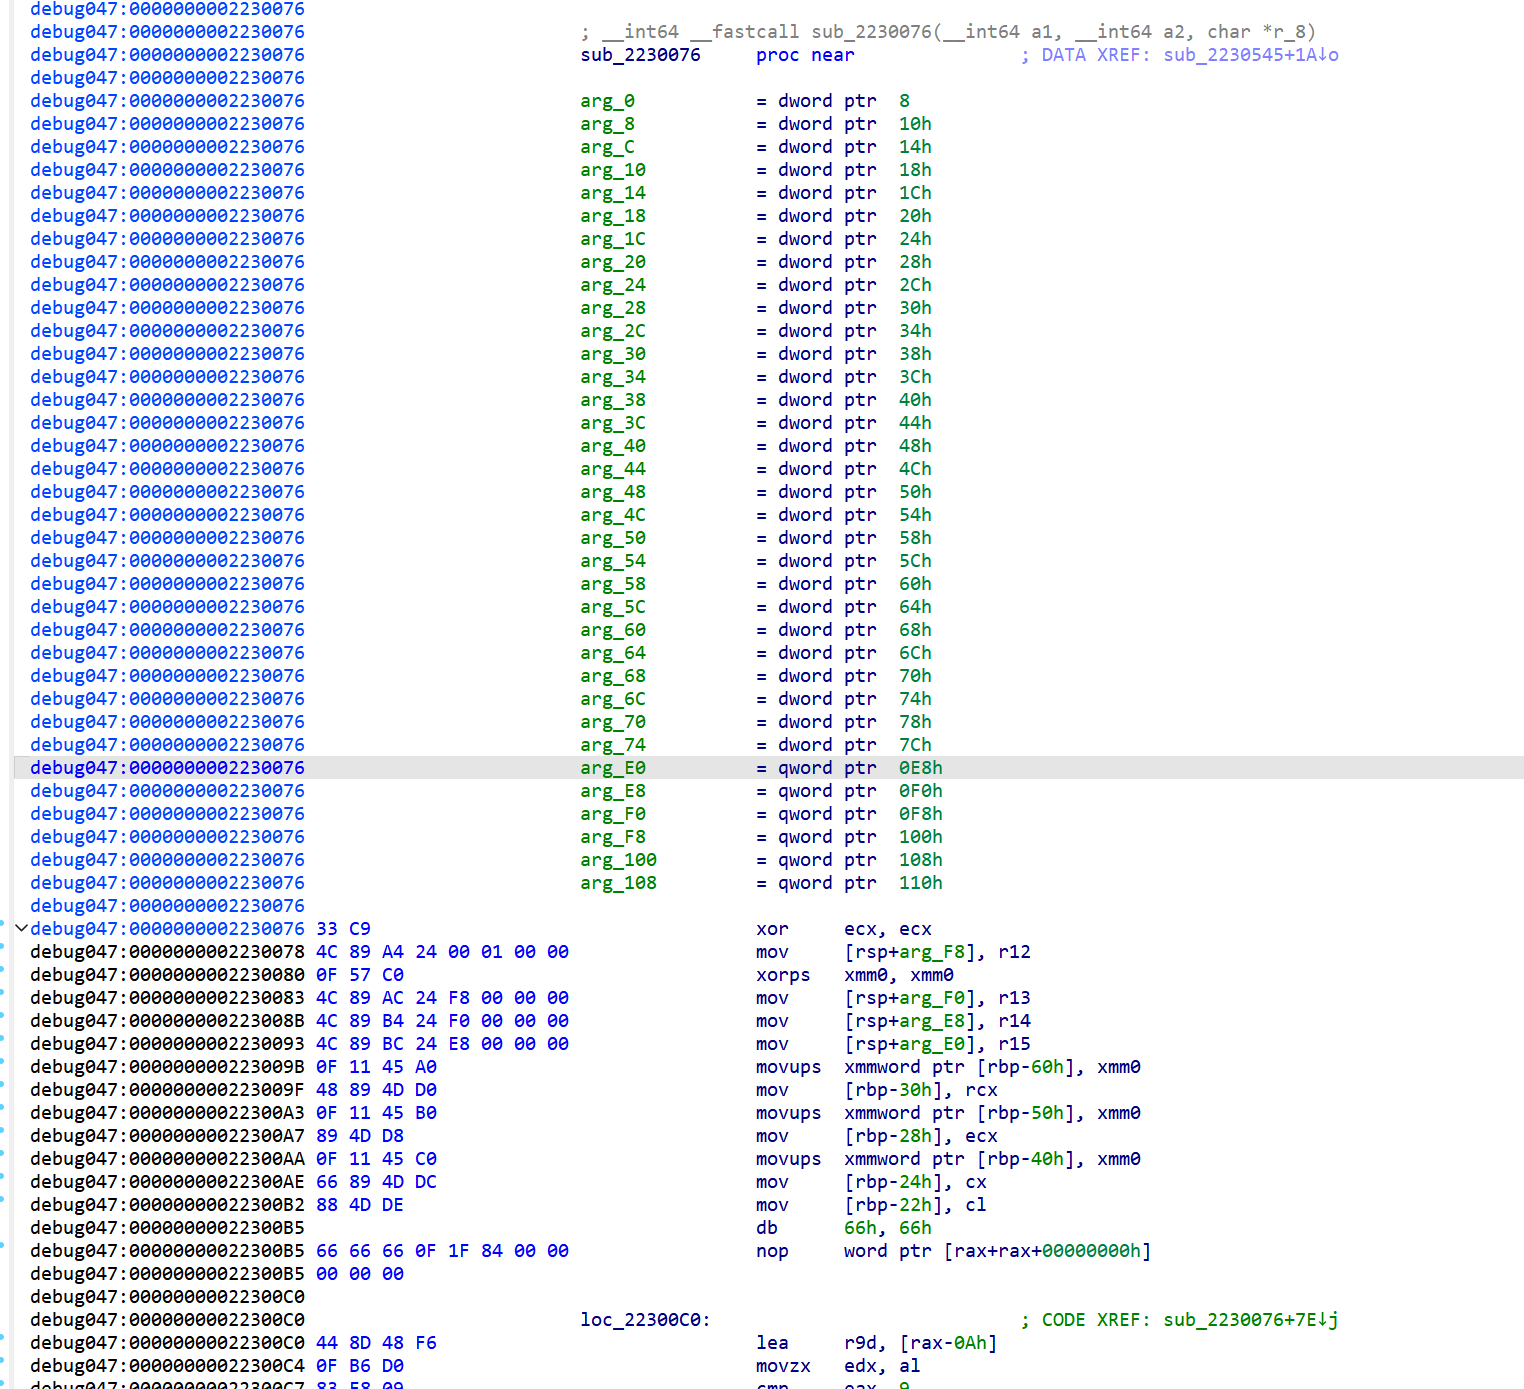 debug047:0000000002230076
debug047:0000000002230076 ; __int64 __fastcall sub_2230076(__int64 a1, __int64 a2, char *r_8)
debug047:0000000002230076 sub_2230076 proc near ; DATA XREF: sub_2230545+1A↓o
debug047:0000000002230076
debug047:0000000002230076 arg_0 = dword ptr 8
debug047:0000000002230076 arg_8 = dword ptr 10h
debug047:0000000002230076 arg_C = dword ptr 14h
debug047:0000000002230076 arg_10 = dword ptr 18h
debug047:0000000002230076 arg_14 = dword ptr 1Ch
debug047:0000000002230076 arg_18 = dword ptr 20h
debug047:0000000002230076 arg_1C = dword ptr 24h
debug047:0000000002230076 arg_20 = dword ptr 28h
debug047:0000000002230076 arg_24 = dword ptr 2Ch
debug047:0000000002230076 arg_28 = dword ptr 30h
debug047:0000000002230076 arg_2C = dword ptr 34h
debug047:0000000002230076 arg_30 = dword ptr 38h
debug047:0000000002230076 arg_34 = dword ptr 3Ch
debug047:0000000002230076 arg_38 = dword ptr 40h
debug047:0000000002230076 arg_3C = dword ptr 44h
debug047:0000000002230076 arg_40 = dword ptr 48h
debug047:0000000002230076 arg_44 = dword ptr 4Ch
debug047:0000000002230076 arg_48 = dword ptr 50h
debug047:0000000002230076 arg_4C = dword ptr 54h
debug047:0000000002230076 arg_50 = dword ptr 58h
debug047:0000000002230076 arg_54 = dword ptr 5Ch
debug047:0000000002230076 arg_58 = dword ptr 60h
debug047:0000000002230076 arg_5C = dword ptr 64h
debug047:0000000002230076 arg_60 = dword ptr 68h
debug047:0000000002230076 arg_64 = dword ptr 6Ch
debug047:0000000002230076 arg_68 = dword ptr 70h
debug047:0000000002230076 arg_6C = dword ptr 74h
debug047:0000000002230076 arg_70 = dword ptr 78h
debug047:0000000002230076 arg_74 = dword ptr 7Ch
debug047:0000000002230076 arg_E0 = qword ptr 0E8h
debug047:0000000002230076 arg_E8 = qword ptr 0F0h
debug047:0000000002230076 arg_F0 = qword ptr 0F8h
debug047:0000000002230076 arg_F8 = qword ptr 100h
debug047:0000000002230076 arg_100 = qword ptr 108h
debug047:0000000002230076 arg_108 = qword ptr 110h
debug047:0000000002230076
debug047:0000000002230076 33 C9 xor ecx, ecx
debug047:0000000002230078 4C 89 A4 24 00 01 00 00 mov [rsp+arg_F8], r12
debug047:0000000002230080 0F 57 C0 xorps xmm0, xmm0
debug047:0000000002230083 4C 89 AC 24 F8 00 00 00 mov [rsp+arg_F0], r13
debug047:000000000223008B 4C 89 B4 24 F0 00 00 00 mov [rsp+arg_E8], r14
debug047:0000000002230093 4C 89 BC 24 E8 00 00 00 mov [rsp+arg_E0], r15
debug047:000000000223009B 0F 11 45 A0 movups xmmword ptr [rbp-60h], xmm0
debug047:000000000223009F 48 89 4D D0 mov [rbp-30h], rcx
debug047:00000000022300A3 0F 11 45 B0 movups xmmword ptr [rbp-50h], xmm0
debug047:00000000022300A7 89 4D D8 mov [rbp-28h], ecx
debug047:00000000022300AA 0F 11 45 C0 movups xmmword ptr [rbp-40h], xmm0
debug047:00000000022300AE 66 89 4D DC mov [rbp-24h], cx
debug047:00000000022300B2 88 4D DE mov [rbp-22h], cl
debug047:00000000022300B5 db 66h, 66h
debug047:00000000022300B5 66 66 66 0F 1F 84 00 00 nop word ptr [rax+rax+00000000h]
debug047:00000000022300B5 00 00 00
debug047:00000000022300C0
debug047:00000000022300C0 loc_22300C0: ; CODE XREF: sub_2230076+7E↓j
debug047:00000000022300C0 44 8D 48 F6 lea r9d, [rax-0Ah]
debug047:00000000022300C4 0F B6 D0 movzx edx, al
debug047:00000000022300C7 83 F8 09 cmp eax, 9